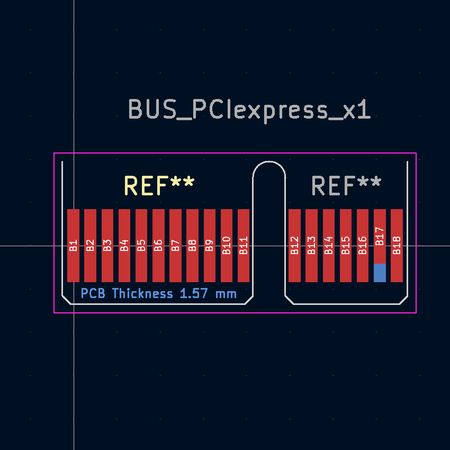 BUS_PCIexpress_x1
REF** REF**
B1 B2 B3 B4 B5 B6 B7 B8 B9 B10 B11 B12 B13 B14 B15 B16 B17 B18
PCB Thickness 1.57 mm